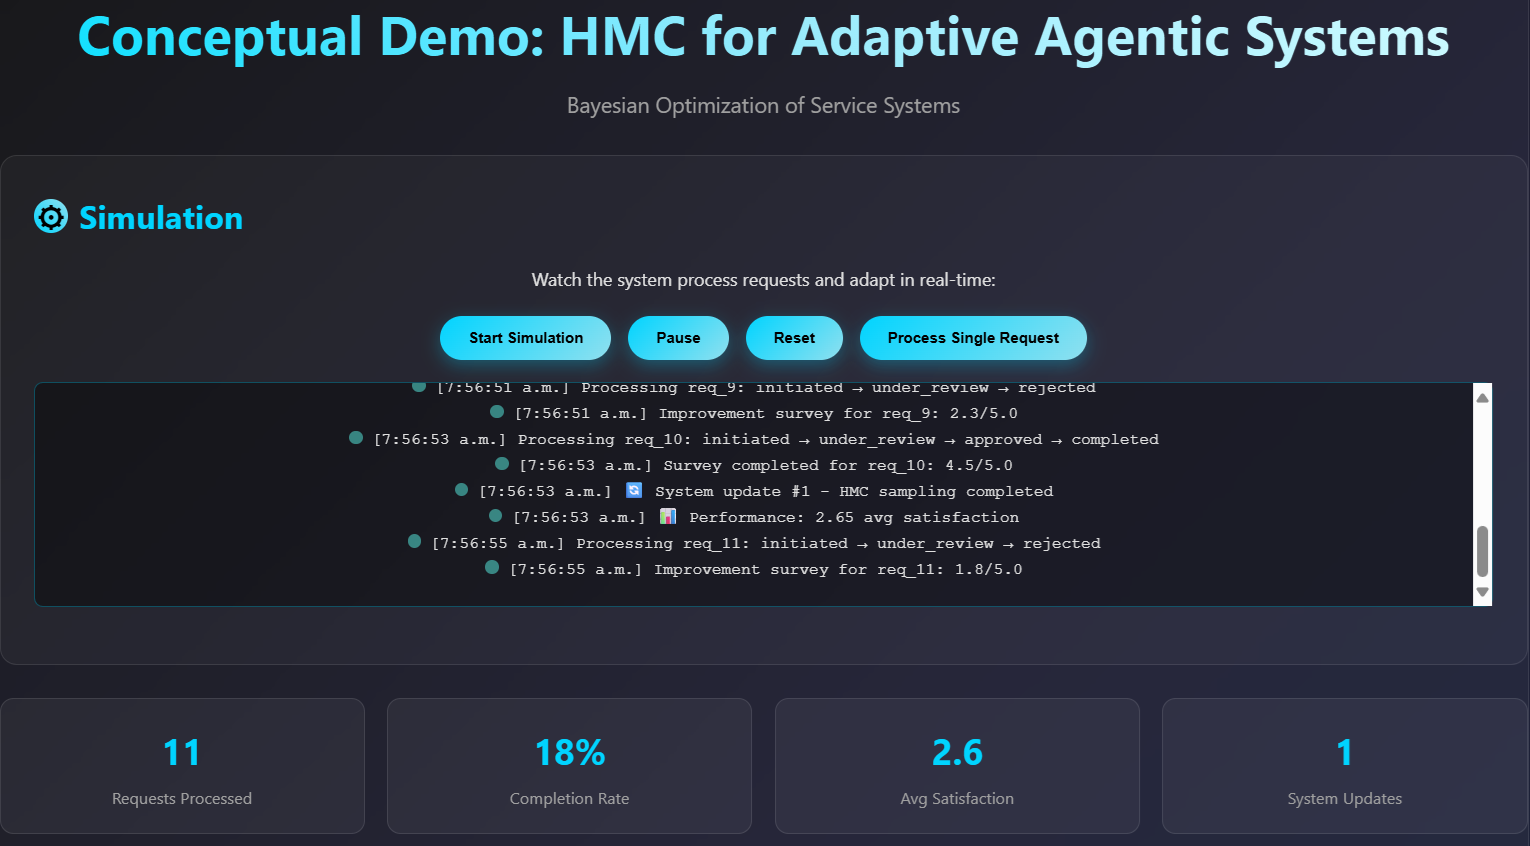 Conceptual Demo: HMC for Adaptive Agentic Systems
Bayesian Optimization of Service Systems
Simulation
Watch the system process requests and adapt in real-time:
Start Simulation
Pause
Reset
Process Single Request
[7:56:51 a.m.] Processing req_9: initiated → under_review → rejected
[7:56:51 a.m.] Improvement survey for req_9: 2.3/5.0
[7:56:53 a.m.] Processing req_10: initiated → under_review → approved → completed
[7:56:53 a.m.] Survey completed for req_10: 4.5/5.0
[7:56:53 a.m.] 🔄 System update #1 - HMC sampling completed
[7:56:53 a.m.] 📊 Performance: 2.65 avg satisfaction
[7:56:55 a.m.] Processing req_11: initiated → under_review → rejected
[7:56:55 a.m.] Improvement survey for req_11: 1.8/5.0
11
Requests Processed
18%
Completion Rate
2.6
Avg Satisfaction
1
System Updates